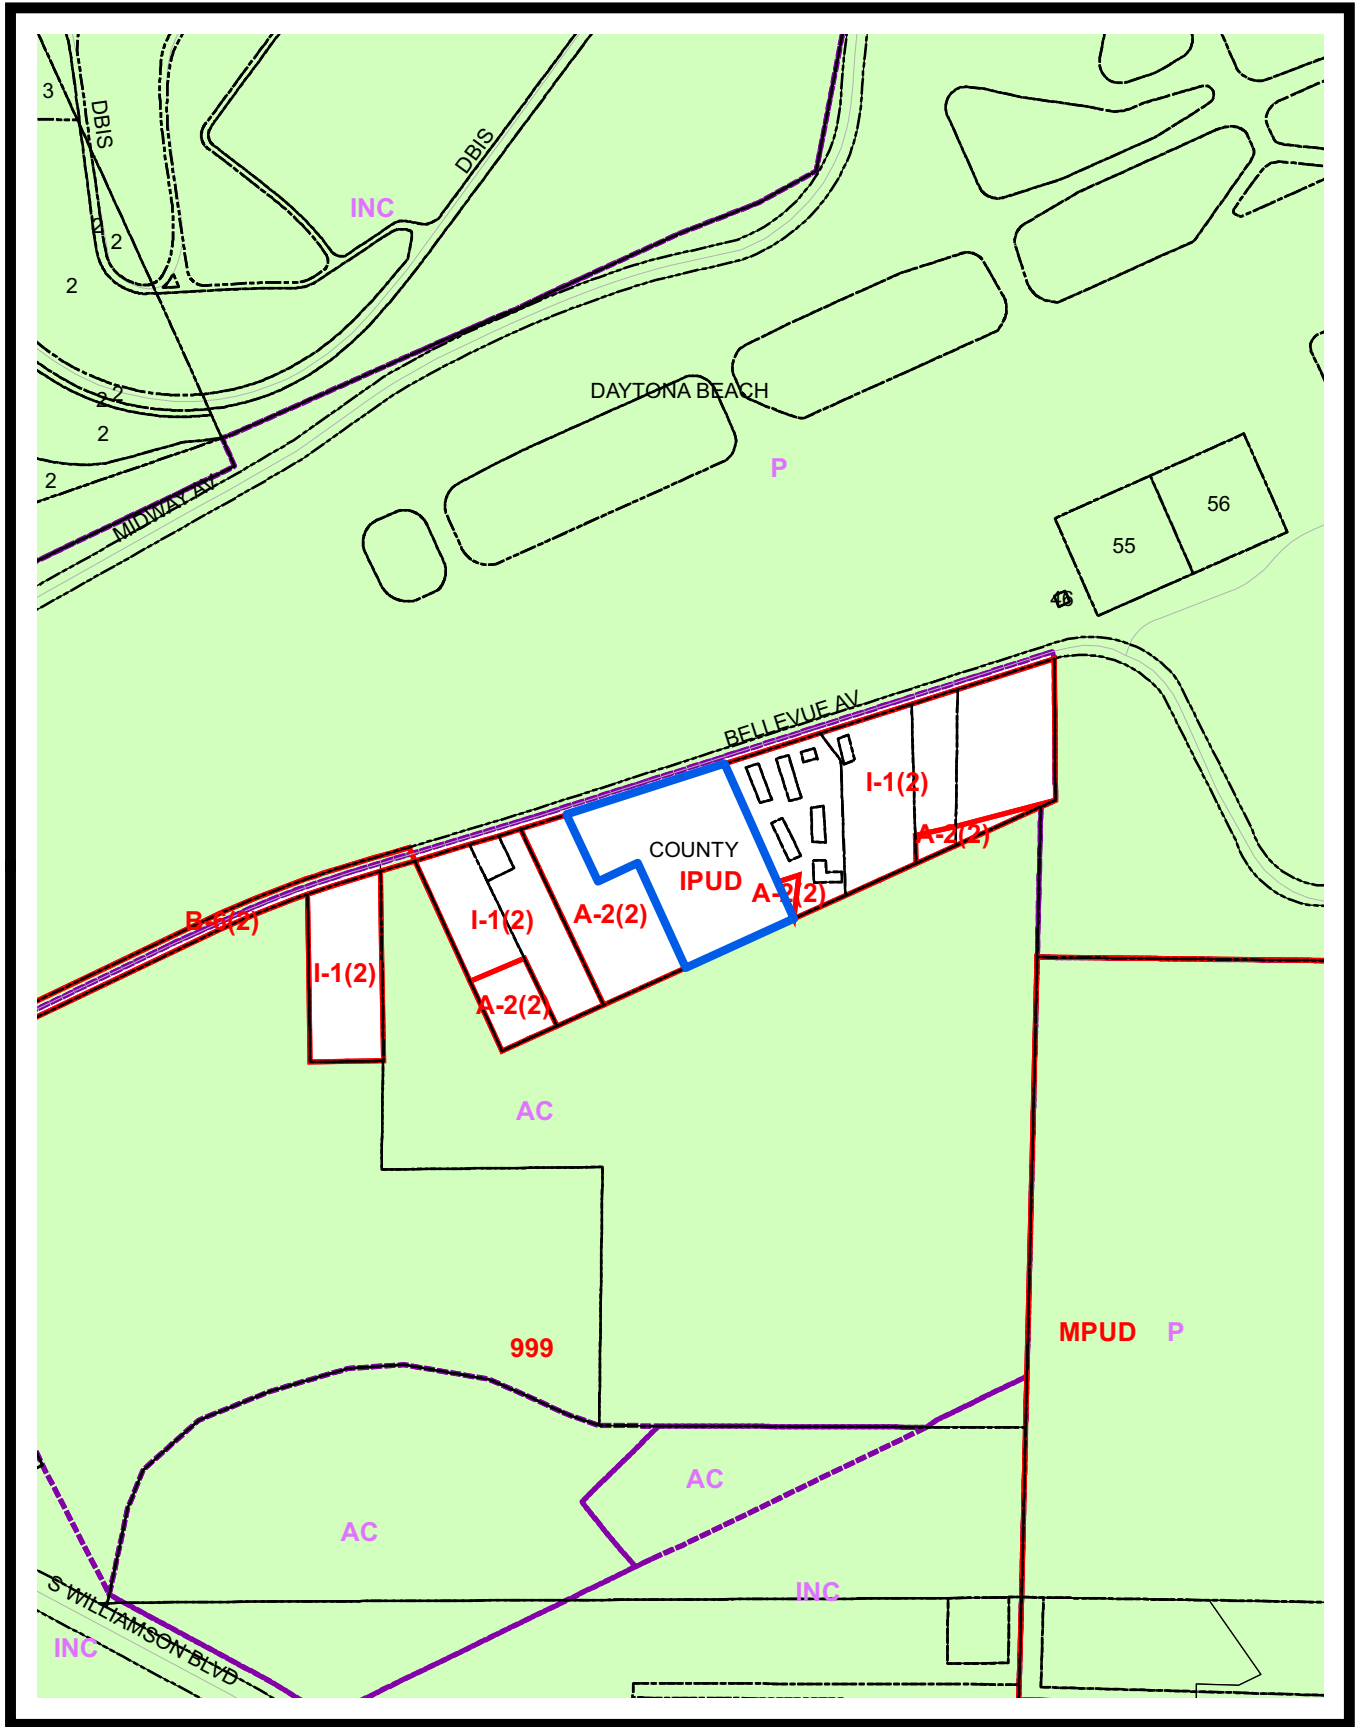 3
DBIS
DBIS
INC
2
2
2
2
2
2
2
2
DAYTONA BEACH
P
MIDWAY AV
56
55
BELLEVUE AV
I-1(2)
A-2(2)
COUNTY
IPUD
A-2(2)
A-2(2)
I-1(2)
B-6(2)
I-1(2)
A-2(2)
AC
999
MPUD P
AC
AC
INC
S WILLIAMSON BLVD
INC